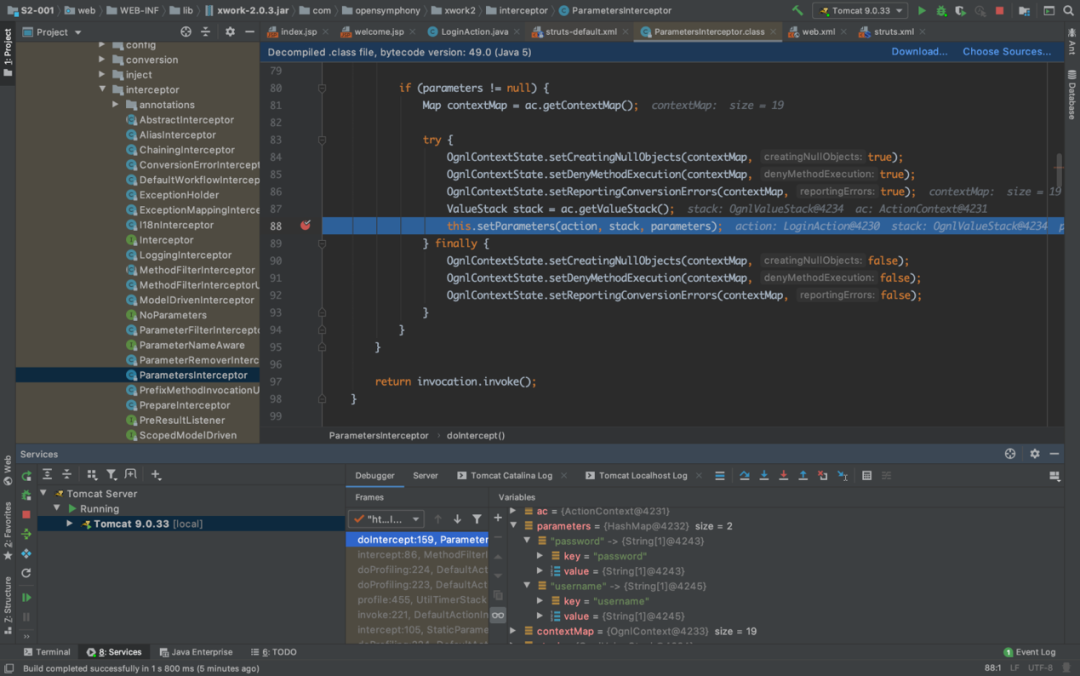 S2-001 › web › WEB-INF › lib › xwork-2.0.3.jar › com › opensymphony › xwork2 › interceptor › ParametersInterceptor
Tomcat 9.0.33
1: Project
Project
index.jsp × welcome.jsp × LoginAction.java × struts-default.xml × ParametersInterceptor.class × web.xml × struts.xml ×
Ant
Database
config
conversion
inject
interceptor
annotations
AbstractInterceptor
AliasInterceptor
ChainingInterceptor
ConversionErrorIntercept
DefaultWorkflowIntercep
ExceptionHolder
ExceptionMappingInterce
I18nInterceptor
Interceptor
LoggingInterceptor
MethodFilterInterceptor
MethodFilterInterceptorU
ModelDrivenInterceptor
NoParameters
ParameterFilterIntercepto
ParameterNameAware
ParameterRemoverInterc
ParametersInterceptor
PrefixMethodInvocationU
PrepareInterceptor
PreResultListener
ScopedModelDriven
Decompiled .class file, bytecode version: 49.0 (Java 5) Download... Choose Sources...
79
80 if (parameters != null) {
81 Map contextMap = ac.getContextMap(); contextMap: size = 19
82
83 try {
84 OgnlContextState.setCreatingNullObjects(contextMap, creatingNullObjects: true);
85 OgnlContextState.setDenyMethodExecution(contextMap, denyMethodExecution: true);
86 OgnlContextState.setReportingConversionErrors(contextMap, reportingErrors: true); contextMap: size = 19
87 ValueStack stack = ac.getValueStack(); stack: OgnlValueStack@4234 ac: ActionContext@4231
88 this.setParameters(action, stack, parameters); action: LoginAction@4230 stack: OgnlValueStack@4234 p
89 } finally {
90 OgnlContextState.setCreatingNullObjects(contextMap, creatingNullObjects: false);
91 OgnlContextState.setDenyMethodExecution(contextMap, denyMethodExecution: false);
92 OgnlContextState.setReportingConversionErrors(contextMap, reportingErrors: false);
93 }
94 }
95 }
96
97 return invocation.invoke();
98 }
99
ParametersInterceptor › doIntercept()
Services
Web
2: Favorites
Z: Structure
Tomcat Server
Running
Tomcat 9.0.33 [local]
Debugger Server Tomcat Catalina Log × Tomcat Localhost Log ×
Frames
"ht...l...
doIntercept:159, Parameter
intercept:86, MethodFilterI
doProfiling:224, DefaultAct
doProfiling:223, DefaultAct
profile:455, UtilTimerStack
invoke:221, DefaultActionIn
intercept:105, StaticParame
Variables
ac = {ActionContext@4231}
parameters = {HashMap@4232} size = 2
"password" -> {String[1]@4243}
key = "password"
value = {String[1]@4243}
"username" -> {String[1]@4245}
key = "username"
value = {String[1]@4245}
contextMap = {OgnlContext@4233} size = 19
Terminal 8: Services Java Enterprise 6: TODO 1 Event Log
Build completed successfully in 1 s 800 ms (5 minutes ago) 88:1 LF UTF-8